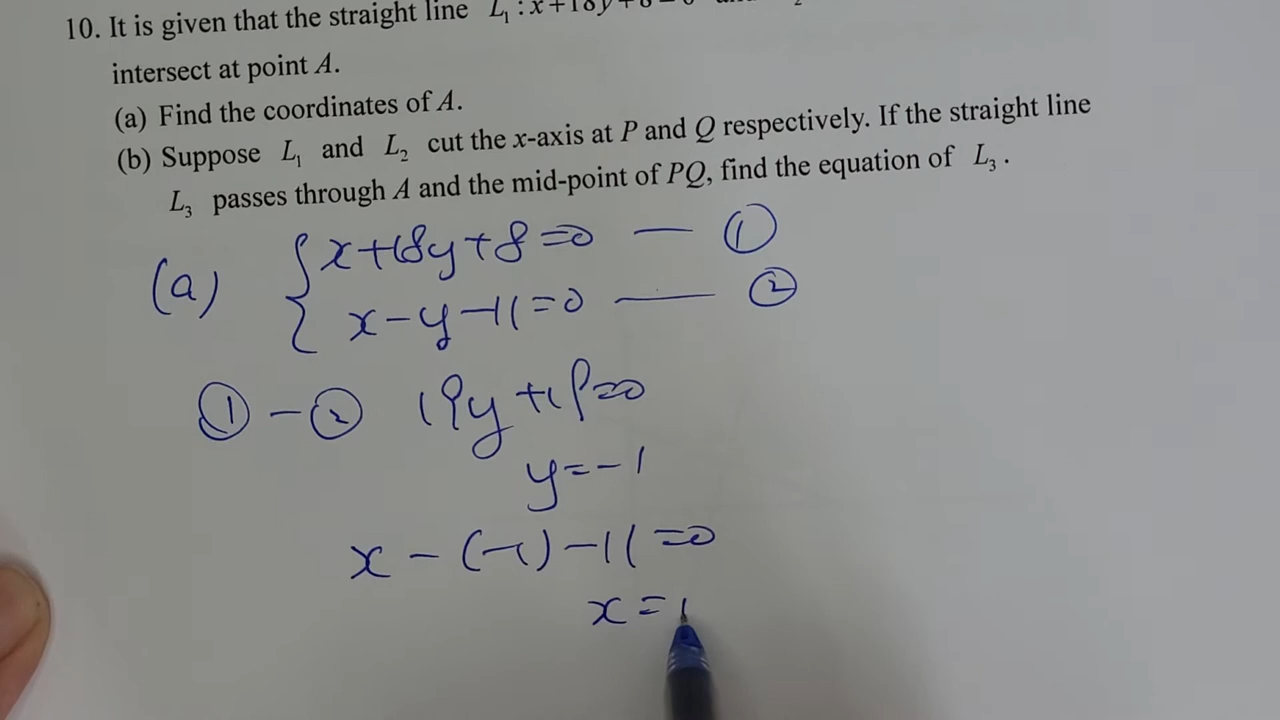 10. It is given that the straight line L₁ : x + 18y + 8 = 0
intersect at point A.
(a) Find the coordinates of A.
(b) Suppose L₁ and L₂ cut the x-axis at P and Q respectively. If the straight line
L₃ passes through A and the mid-point of PQ, find the equation of L₃.
(a) { x+18y+8=0 — ①
x-y-11=0 — ②
① - ② 19y+19=0
y=-1
x-(-1)-11=0
x=1